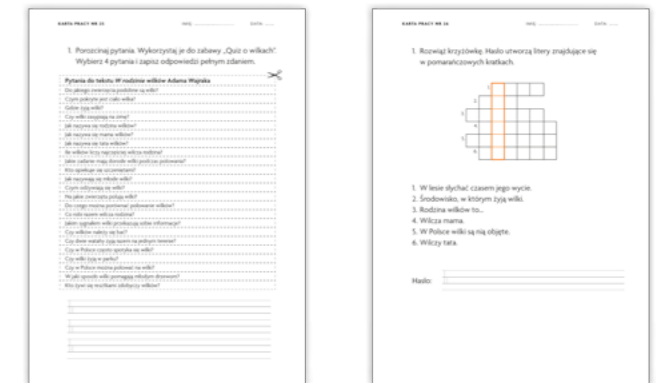 KARTA PRACY NR 25 IMIĘ DATA
1. Porozcinaj pytania. Wykorzystaj je do zabawy „Quiz o wilkach”.
Wybierz 4 pytania i zapisz odpowiedzi pełnym zdaniem.
Pytania do tekstu W rodzinie wilków Adama Wajraka
Do jakiego zwierzęcia podobne są wilki?
Czym pokryte jest ciało wilka?
Gdzie żyją wilki?
Czy wilki zasypiają na zimę?
Jak nazywa się rodzina wilków?
Jak nazywa się mama wilków?
Jak nazywa się tata wilków?
Ile wilków liczy najczęściej wilcza rodzina?
Jakie zadanie mają dorosłe wilki podczas polowania?
Kto opiekuje się szczeniętami?
Jak nazywają się młode wilki?
Czym odżywiają się wilki?
Na jakie zwierzęta polują wilki?
Do czego można porównać polowanie wilków?
Co robi razem wilcza rodzina?
Jakim sygnałem wilki przekazują sobie informacje?
Czy wilków należy się bać?
Czy dwie watahy żyją razem na jednym terenie?
Czy w Polsce często spotyka się wilki?
Czy wilki żyją w parku?
Czy w Polsce można polować na wilki?
W jaki sposób wilki pomagają młodym drzewom?
Kto żywi się resztkami zdobyczy wilków?
KARTA PRACY NR 26 IMIĘ DATA
1. Rozwiąż krzyżówkę. Hasło utworzą litery znajdujące się
w pomarańczowych kratkach.
1.
2.
3.
4.
5.
6.
1. W lesie słychać czasem jego wycie.
2. Środowisko, w którym żyją wilki.
3. Rodzina wilków to...
4. Wilcza mama.
5. W Polsce wilki są nią objęte.
6. Wilczy tata.
Hasło: